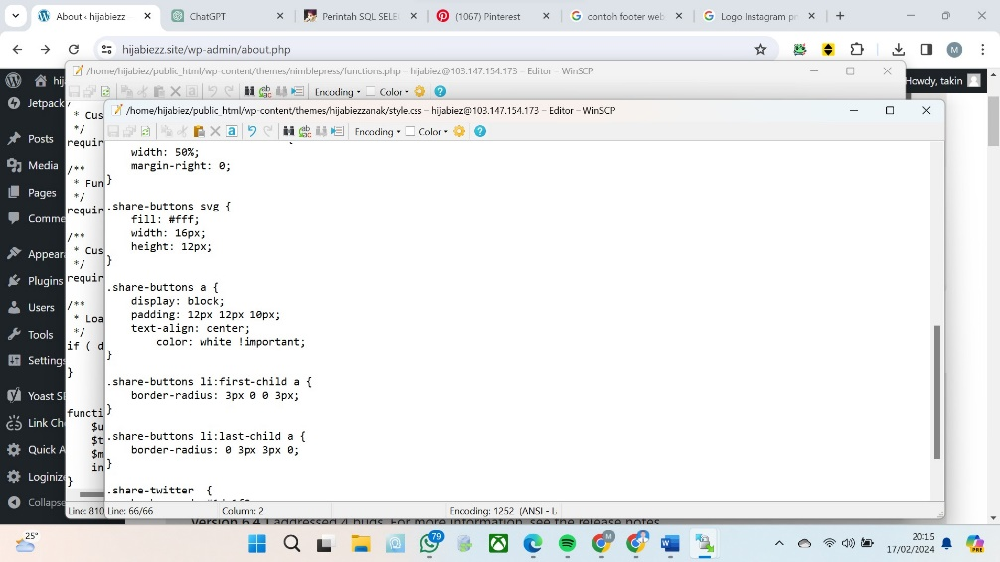 About ‹ hijabiezz
ChatGPT
Perintah SQL SELE
(1067) Pinterest
contoh footer web
Logo Instagram pn
hijabiezz.site/wp-admin/about.php
M
Howdy, takin
/home/hijabiez/public_html/wp-content/themes/nimblepress/functions.php – hijabiez@103.147.154.173 – Editor – WinSCP
Encoding
Color
/home/hijabiez/public_html/wp-content/themes/hijabiezzanak/style.css – hijabiez@103.147.154.173 – Editor – WinSCP
Encoding
Color
Jetpack
Posts
Media
Pages
Comme
Appear
Plugins
Users
Tools
Settings
Yoast SE
Link Ch
Quick A
Loginiz
Collapse
* Cus
*/
requir
/**
* Fun
*/
requir
/**
* Cus
*/
requir
/**
* Loa
*/
if ( d
}
functi
$u
$t
$m
in
}
Line: 810
width: 50%;
margin-right: 0;
}
.share-buttons svg {
fill: #fff;
width: 16px;
height: 12px;
}
.share-buttons a {
display: block;
padding: 12px 12px 10px;
text-align: center;
color: white !important;
}
.share-buttons li:first-child a {
border-radius: 3px 0 0 3px;
}
.share-buttons li:last-child a {
border-radius: 0 3px 3px 0;
}
.share-twitter {
Line: 66/66
Column: 2
Encoding: 1252 (ANSI - L
Version 6.4.1 addressed 4 bugs. For more information, see the release notes.
25°
79
20:15
17/02/2024